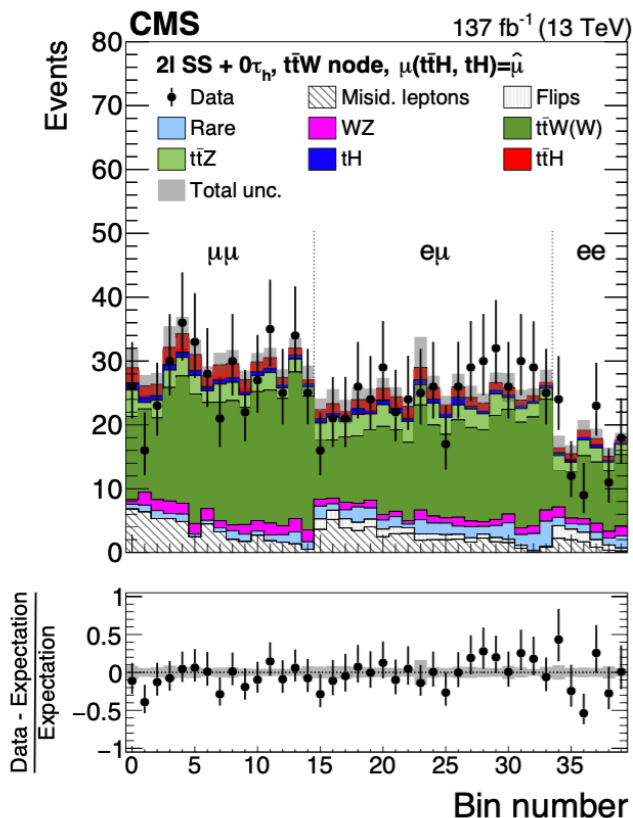 CMS 137 fb⁻¹ (13 TeV)
Events
80
70
60
50
40
30
20
10
0
2l SS + 0τₕ, tt̄W node, μ(tt̄H, tH)=μ̂
Data Misid. leptons Flips
Rare WZ tt̄W(W)
tt̄Z tH tt̄H
Total unc.
μμ eμ ee
Data - Expectation
Expectation
1
0.5
0
−0.5
−1
0 5 10 15 20 25 30 35
Bin number